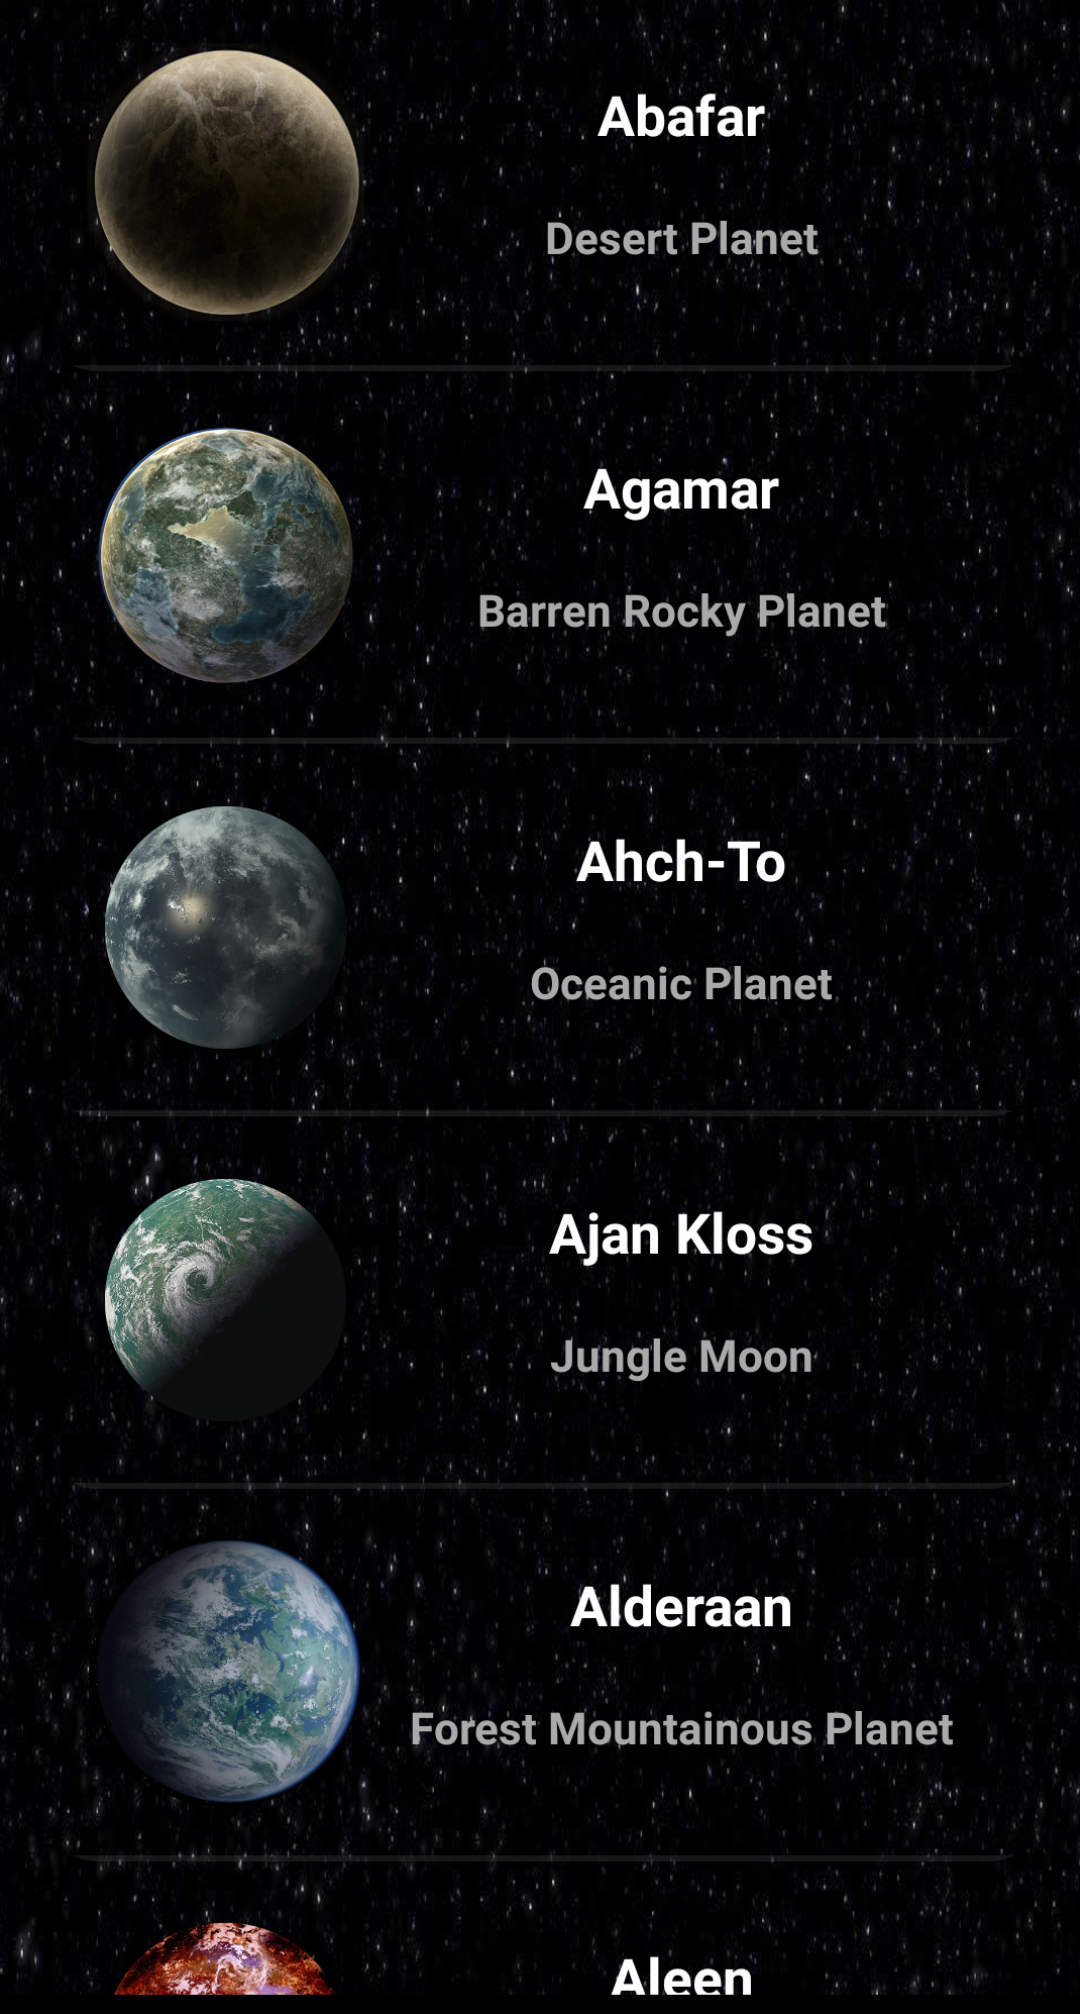 Abafar
Desert Planet
Agamar
Barren Rocky Planet
Ahch-To
Oceanic Planet
Ajan Kloss
Jungle Moon
Alderaan
Forest Mountainous Planet
Aleen